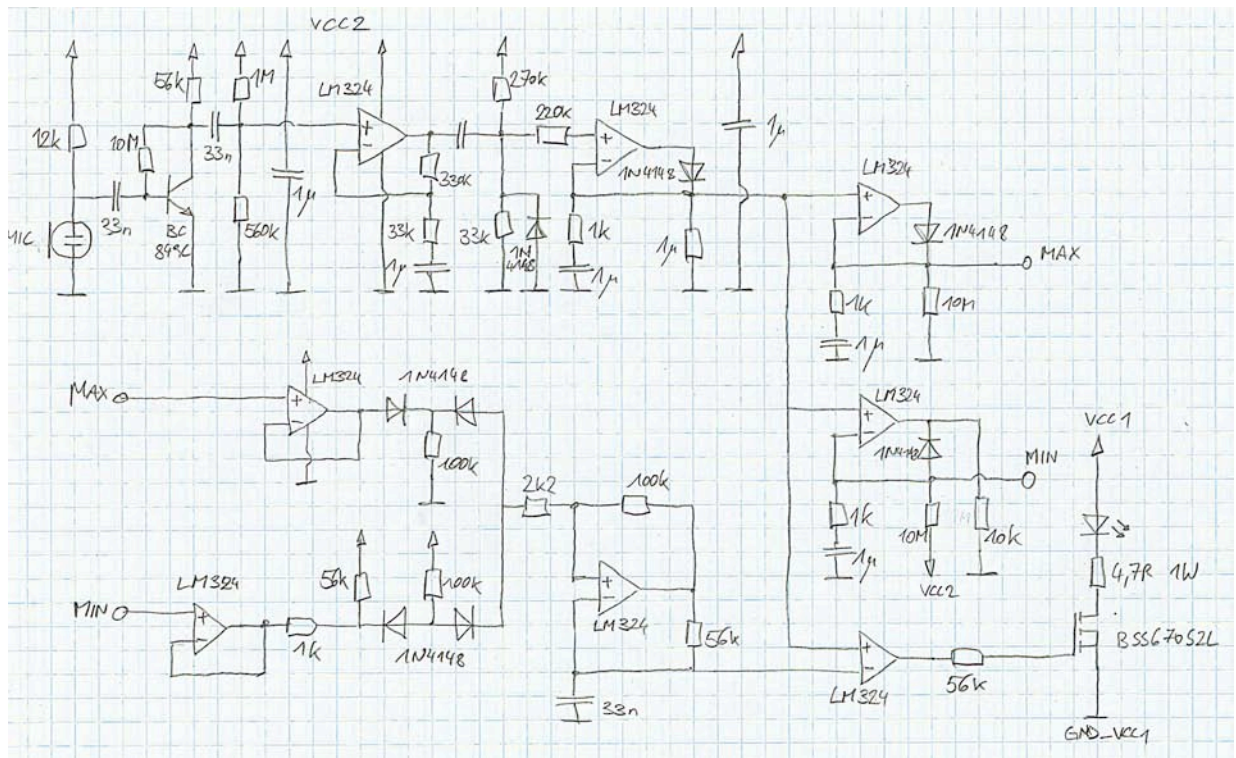 VCC2
56k
1M
LM324
270k
220k
LM324
1µ
12k
10M
33n
330k
1N4148
LM324
1µ
33n
BC
849C
560k
33k
1µ
33k
1N
4148
1k
1µ
1µ
1N4148
MAX
MIC
1k
10M
1µ
MAX
LM324
1N4148
100k
LM324
VCC1
1N4148
MIN
2k2
100k
1k
1µ
10M
10k
VCC2
4,7R 1W
LM324
56k
100k
MIN
1k
1N4148
LM324
56k
33n
LM324
56k
BSS670S2L
GND_VCC1